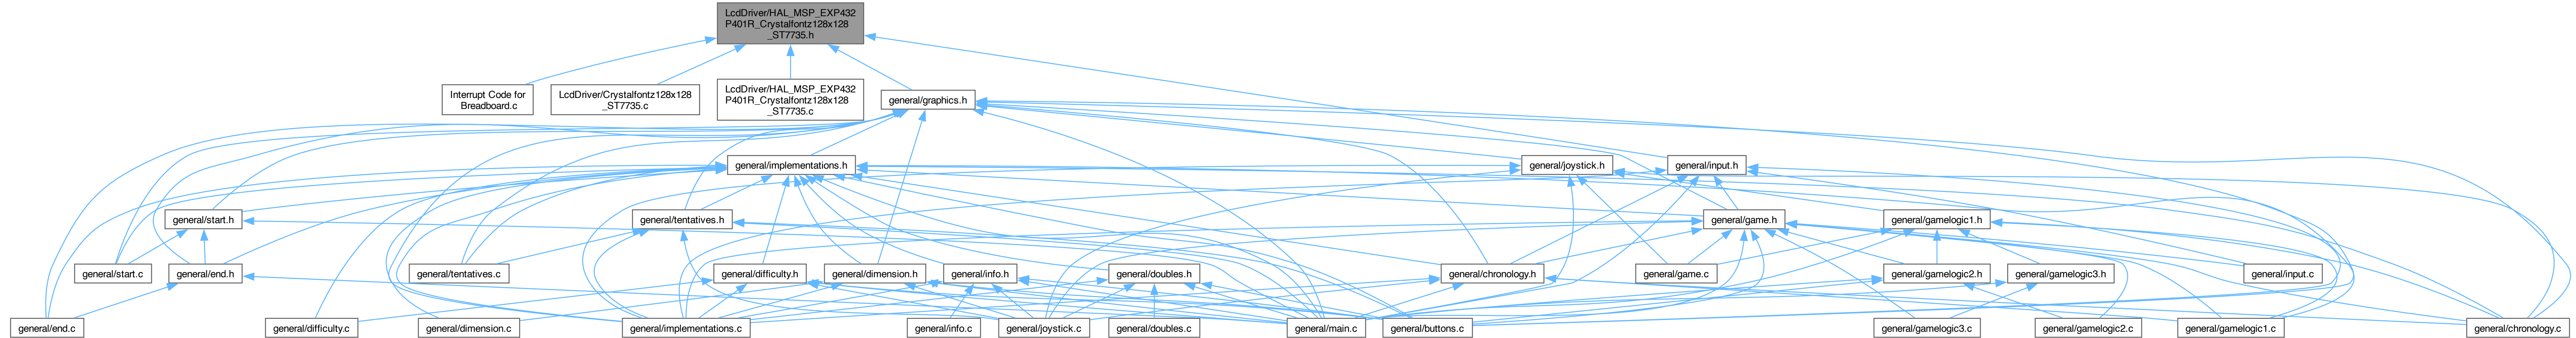 LcdDriver/HAL_MSP_EXP432
P401R_Crystalfontz128x128
_ST7735.h
Interrupt Code for
Breadboard.c
LcdDriver/Crystalfontz128x128
_ST7735.c
LcdDriver/HAL_MSP_EXP432
P401R_Crystalfontz128x128
_ST7735.c
general/graphics.h
general/implementations.h
general/joystick.h
general/input.h
general/start.h
general/tentatives.h
general/game.h
general/gamelogic1.h
general/start.c
general/end.h
general/tentatives.c
general/difficulty.h
general/dimension.h
general/info.h
general/doubles.h
general/chronology.h
general/game.c
general/gamelogic2.h
general/gamelogic3.h
general/input.c
general/end.c
general/difficulty.c
general/dimension.c
general/implementations.c
general/info.c
general/joystick.c
general/doubles.c
general/main.c
general/buttons.c
general/gamelogic3.c
general/gamelogic2.c
general/gamelogic1.c
general/chronology.c